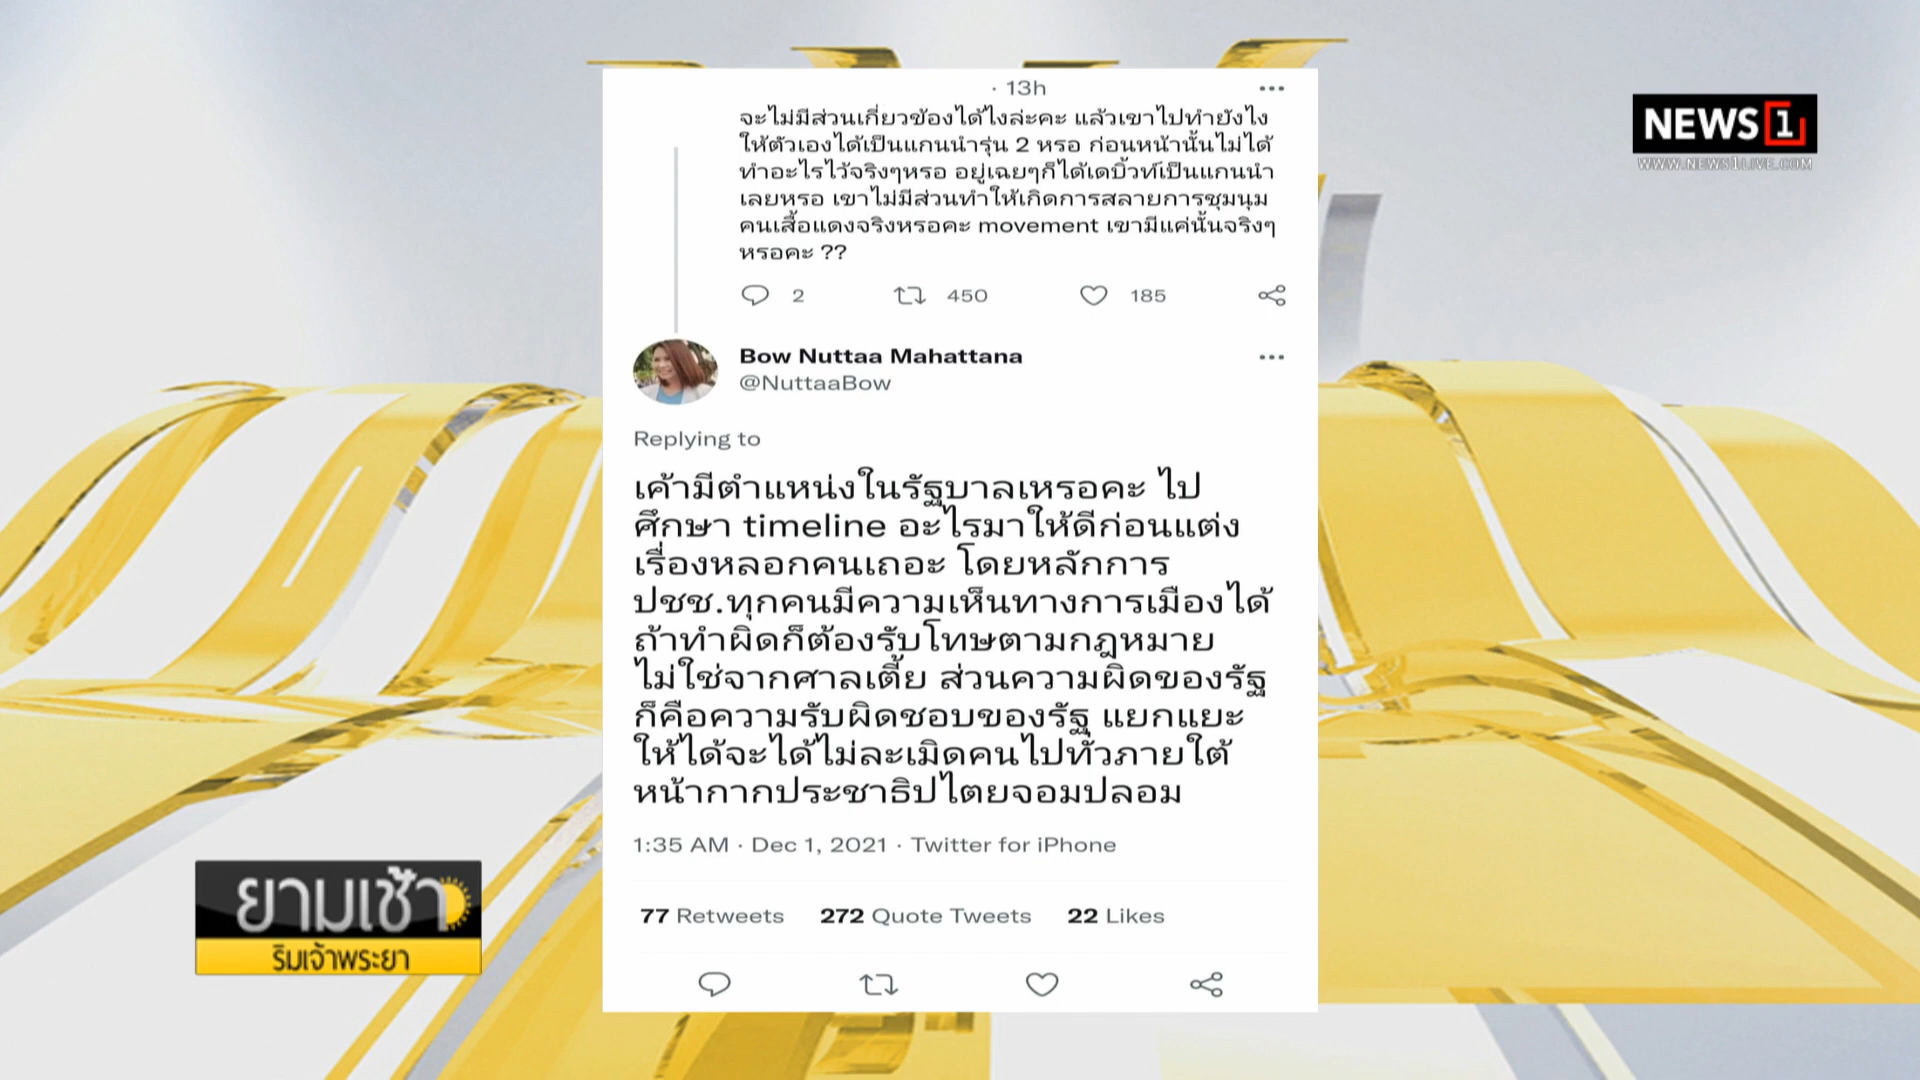 · 13h
จะไม่มีส่วนเกี่ยวข้องได้ไงล่ะคะ แล้วเขาไปทำยังไง
ให้ตัวเองได้เป็นแกนนำรุ่น 2 หรอ ก่อนหน้านั้นไม่ได้
ทำอะไรไว้จริงๆหรอ อยู่เฉยๆก็ได้เดบิ้วท์เป็นแกนนำ
เลยหรอ เขาไม่มีส่วนทำให้เกิดการสลายการชุมนุม
คนเสื้อแดงจริงหรอคะ movement เขามีแค่นั้นจริงๆ
หรอคะ ??
2 450 185
Bow Nuttaa Mahattana
@NuttaaBow
Replying to
เค้ามีตำแหน่งในรัฐบาลเหรอคะ ไป
ศึกษา timeline อะไรมาให้ดีก่อนแต่ง
เรื่องหลอกคนเถอะ โดยหลักการ
ปชช.ทุกคนมีความเห็นทางการเมืองได้
ถ้าทำผิดก็ต้องรับโทษตามกฎหมาย
ไม่ใช่จากศาลเตี้ย ส่วนความผิดของรัฐ
ก็คือความรับผิดชอบของรัฐ แยกแยะ
ให้ได้จะได้ไม่ละเมิดคนไปทั่วภายใต้
หน้ากากประชาธิปไตยจอมปลอม
1:35 AM · Dec 1, 2021 · Twitter for iPhone
77 Retweets 272 Quote Tweets 22 Likes
NEWS 1
WWW.NEWS1LIVE.COM
ยามเช้า
ริมเจ้าพระยา